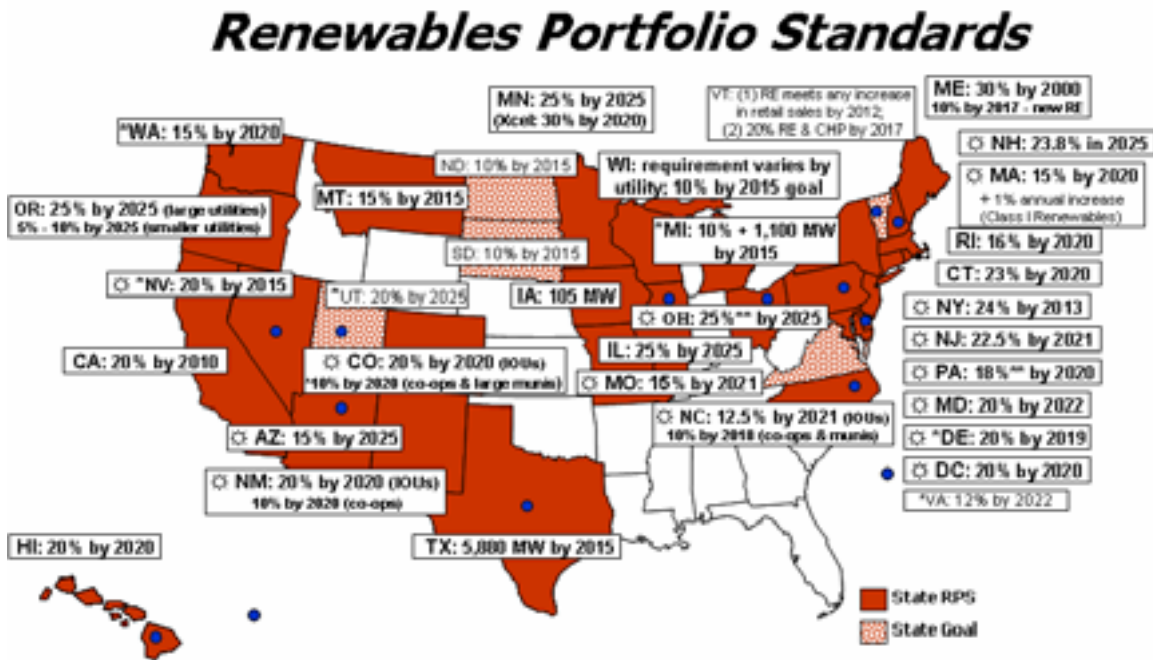 Renewables Portfolio Standards
MN: 25% by 2025
(Xcel: 30% by 2020)
VT: (1) RE meets any increase
in retail sales by 2012;
(2) 20% RE & CHP by 2017
ME: 30% by 2000
10% by 2017 - new RE
*WA: 15% by 2020
☼ NH: 23.8% in 2025
ND: 10% by 2015
WI: requirement varies by
utility; 10% by 2015 goal
☼ MA: 15% by 2020
+ 1% annual increase
(Class I Renewables)
MT: 15% by 2015
OR: 25% by 2025 (large utilities)
5% - 10% by 2025 (smaller utilities)
*MI: 10% + 1,100 MW
by 2015
RI: 16% by 2020
SD: 10% by 2015
CT: 23% by 2020
☼ *NV: 20% by 2015
*UT: 20% by 2025
IA: 105 MW
☼ OH: 25%** by 2025
☼ NY: 24% by 2013
CA: 20% by 2010
☼ CO: 20% by 2020 (IOUs)
*10% by 2020 (co-ops & large munis)
IL: 25% by 2025
☼ NJ: 22.5% by 2021
☼ MO: 15% by 2021
☼ PA: 18%** by 2020
☼ NC: 12.5% by 2021 (IOUs)
10% by 2018 (co-ops & munis)
☼ MD: 20% by 2022
☼ AZ: 15% by 2025
☼ *DE: 20% by 2019
☼ NM: 20% by 2020 (IOUs)
10% by 2020 (co-ops)
☼ DC: 20% by 2020
*VA: 12% by 2022
HI: 20% by 2020
TX: 5,880 MW by 2015
State RPS
State Goal